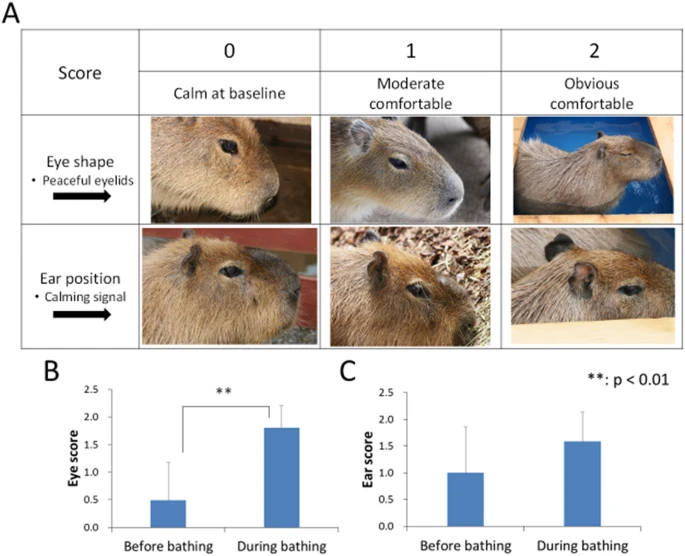 A
Score
0
1
2
Calm at baseline
Moderate
comfortable
Obvious
comfortable
Eye shape
• Peaceful eyelids
Ear position
• Calming signal
B
Eye score
2.5
2.0
1.5
1.0
0.5
0.0
**
Before bathing
During bathing
C
**: p < 0.01
Ear score
2.5
2.0
1.5
1.0
0.5
0.0
Before bathing
During bathing